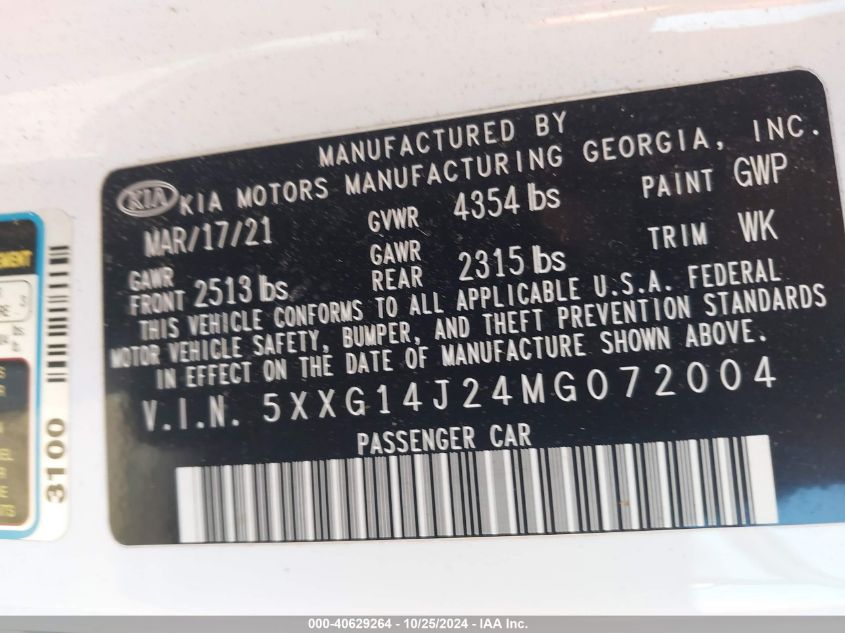 MANUFACTURED BY
KIA KIA MOTORS MANUFACTURING GEORGIA, INC.
MAR/17/21 GVWR 4354 lbs PAINT GWP
GAWR FRONT 2513 lbs GAWR REAR 2315 lbs TRIM WK
THIS VEHICLE CONFORMS TO ALL APPLICABLE U.S.A. FEDERAL
MOTOR VEHICLE SAFETY, BUMPER, AND THEFT PREVENTION STANDARDS
IN EFFECT ON THE DATE OF MANUFACTURE SHOWN ABOVE.
V.I.N. 5XXG14J24MG072004
PASSENGER CAR
3100
000-40629264 - 10/25/2024 - IAA Inc.